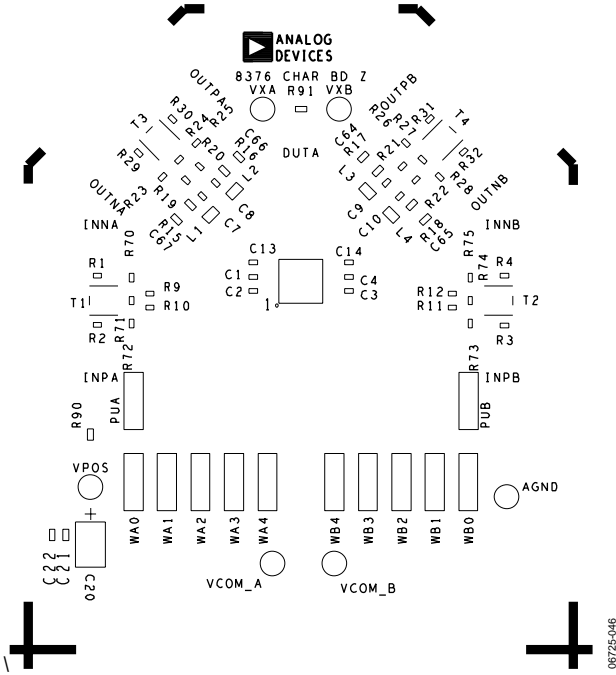 ANALOG
DEVICES
8376 CHAR BD Z
VXA R91 VXB
OUTPA
OUTPB
T3
R30
R24
R25
R20
C66
R16
L2
C64
R17
R26
R27
R31
T4
R21
DUTA
R29
R23
R19
R32
R28
R22
L3
OUTNA
R15
C67
L1
C7
C8
C9
C10
L4
R18
C65
OUTNB
INNA
R70
INNB
R75
R74
R1
C13
C14
R4
T1
R9
R10
C1
C2
1
C4
C3
R12
R11
T2
R2
R71
R72
R3
R73
INPA
PUA
INPB
PUB
R90
VPOS
AGND
+
WA0 WA1 WA2 WA3 WA4 WB4 WB3 WB2 WB1 WB0
C22
C21
C20
VCOM_A
VCOM_B
\
06725-046